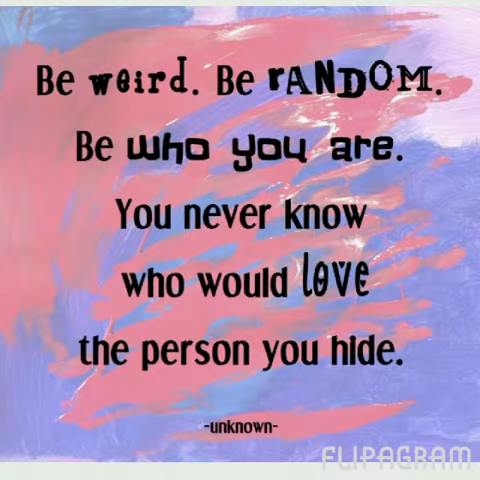 Be weird. Be rANDOM.
Be who you are.
You never know
who would love
the person you hide.
-unknown-
FLIPAGRAM